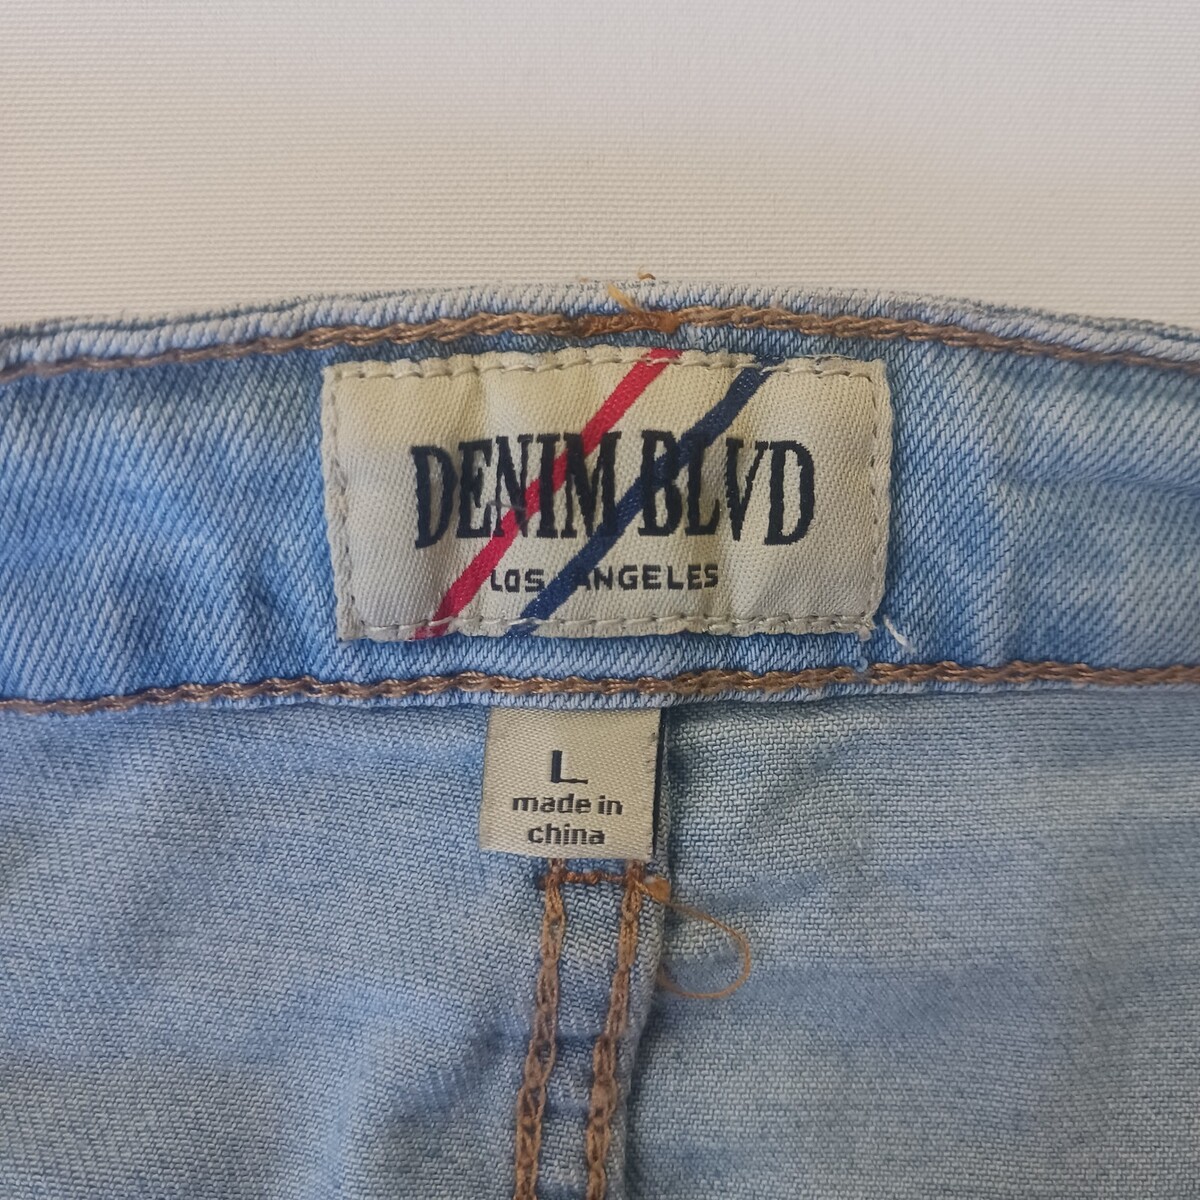 DENIM BLVD
LOS ANGELES
L
made in
china